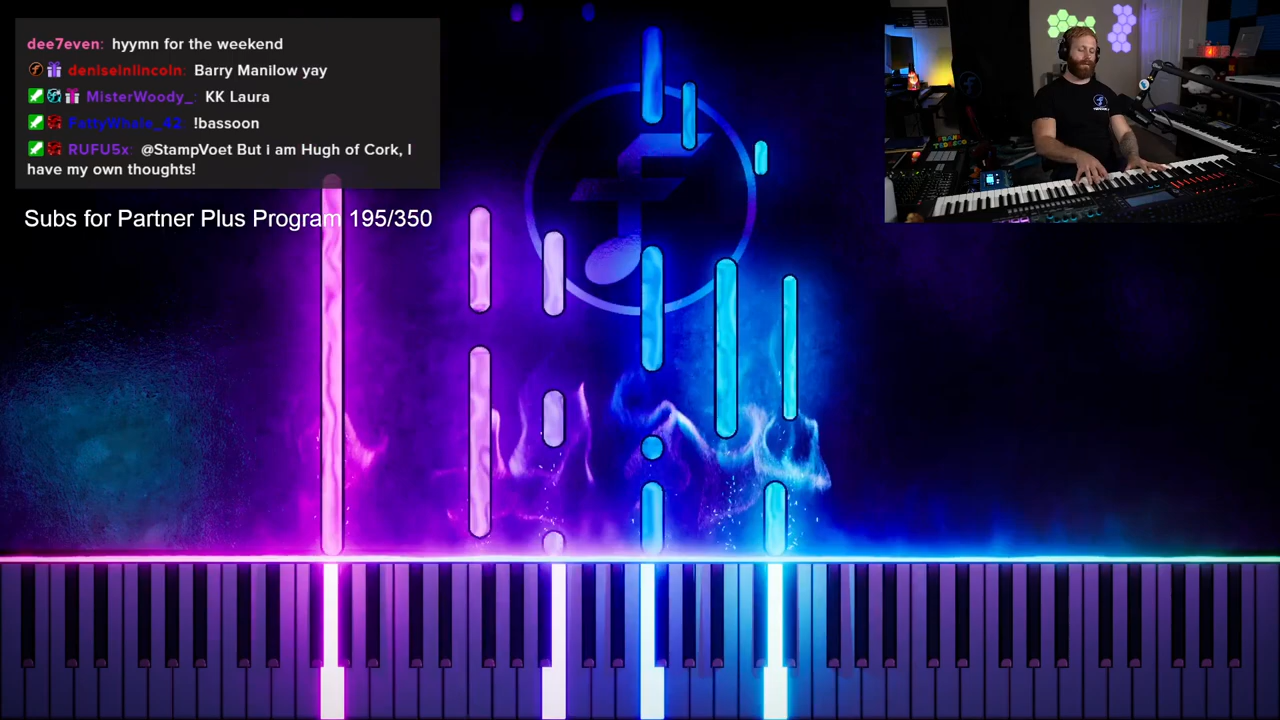 dee7even: hyymn for the weekend
deniseinlincoln: Barry Manilow yay
MisterWoody_: KK Laura
FattyWhale_42: !bassoon
RUFU5x: @StampVoet But i am Hugh of Cork, I
have my own thoughts!
Subs for Partner Plus Program 195/350